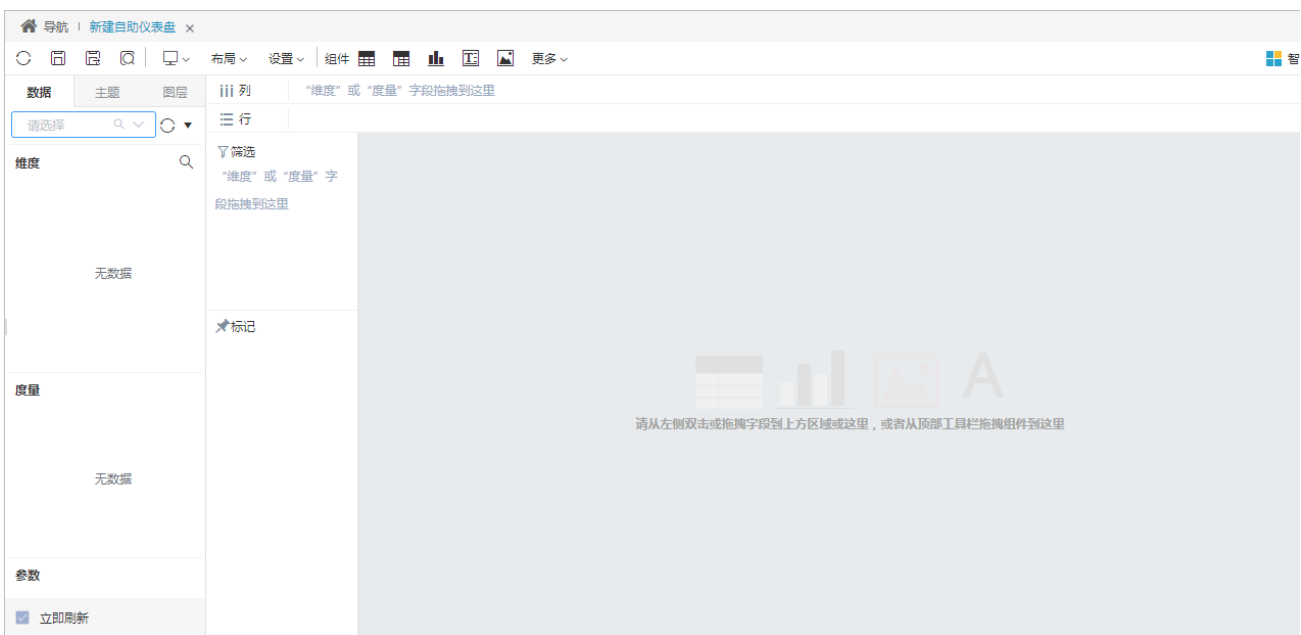 导航 新建自助仪表盘 ×
布局 设置 组件 更多 智
数据 主题 图层
请选择
维度
无数据
度量
无数据
参数
立即刷新
列 “维度”或“度量”字段拖拽到这里
行
筛选
“维度”或“度量”字
段拖拽到这里
标记
A
请从左侧双击或拖拽字段到上方区域或这里，或者从顶部工具栏拖拽组件到这里